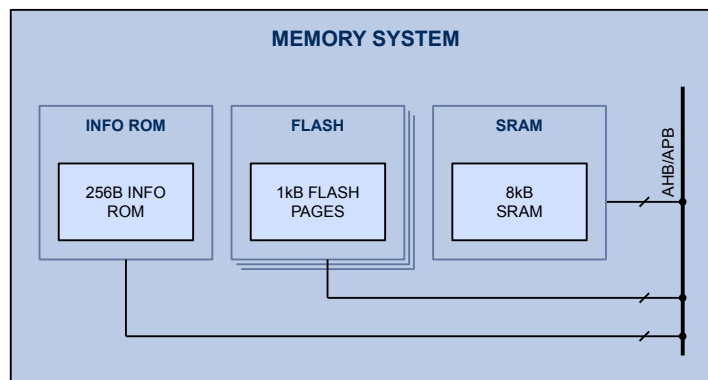 MEMORY SYSTEM
INFO ROM
FLASH
SRAM
256B INFO
ROM
1kB FLASH
PAGES
8kB
SRAM
AHB/APB